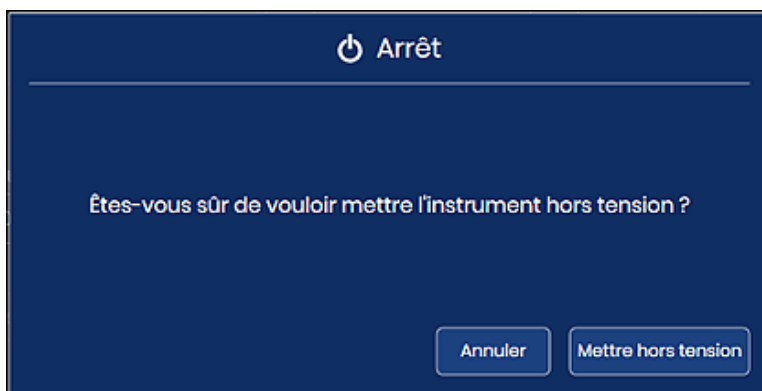 Arrêt
Êtes-vous sûr de vouloir mettre l'instrument hors tension ?
Annuler
Mettre hors tension